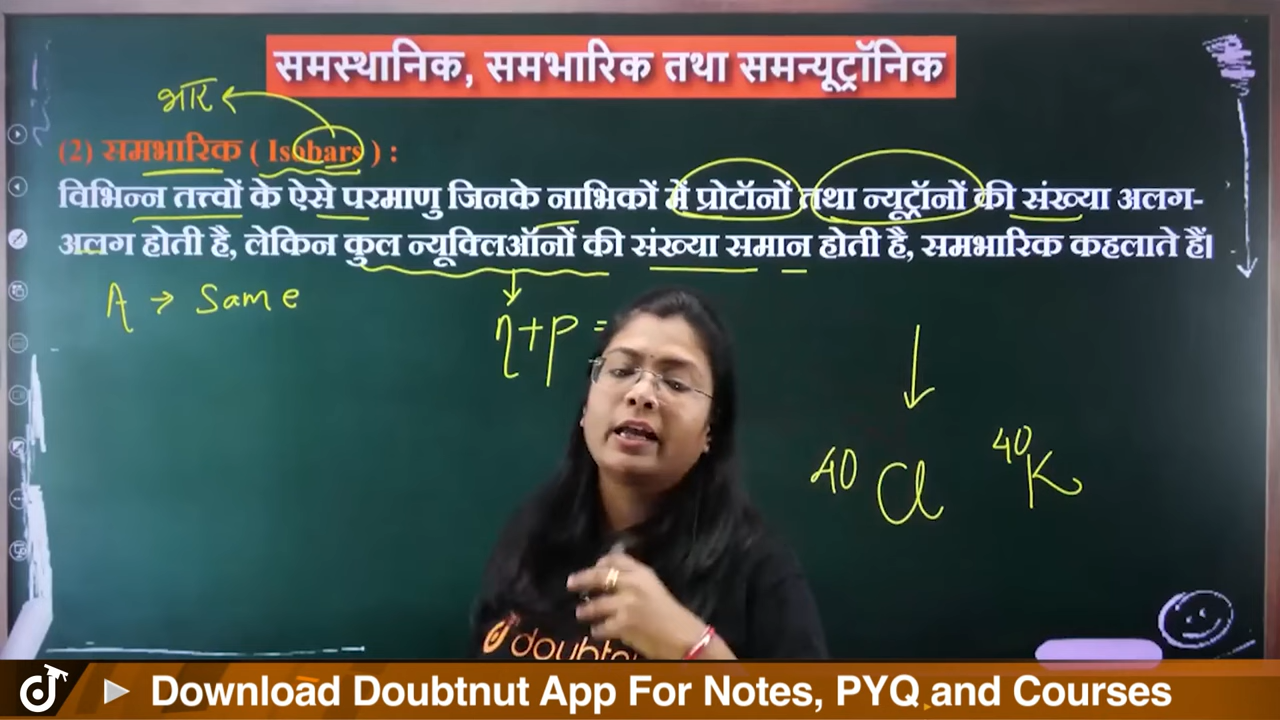 समस्थानिक, समभारिक तथा समन्यूट्रॉनिक
भार
(2) समभारिक ( Isobars ) :
विभिन्न तत्त्वों के ऐसे परमाणु जिनके नाभिकों में प्रोटॉनों तथा न्यूट्रॉनों की संख्या अलग-
अलग होती है, लेकिन कुल न्यूक्लिऑनों की संख्या समान होती है, समभारिक कहलाते हैं।
A → Same
η+p =
40 Cl 40 K
doubtn
Download Doubtnut App For Notes, PYQ and Courses